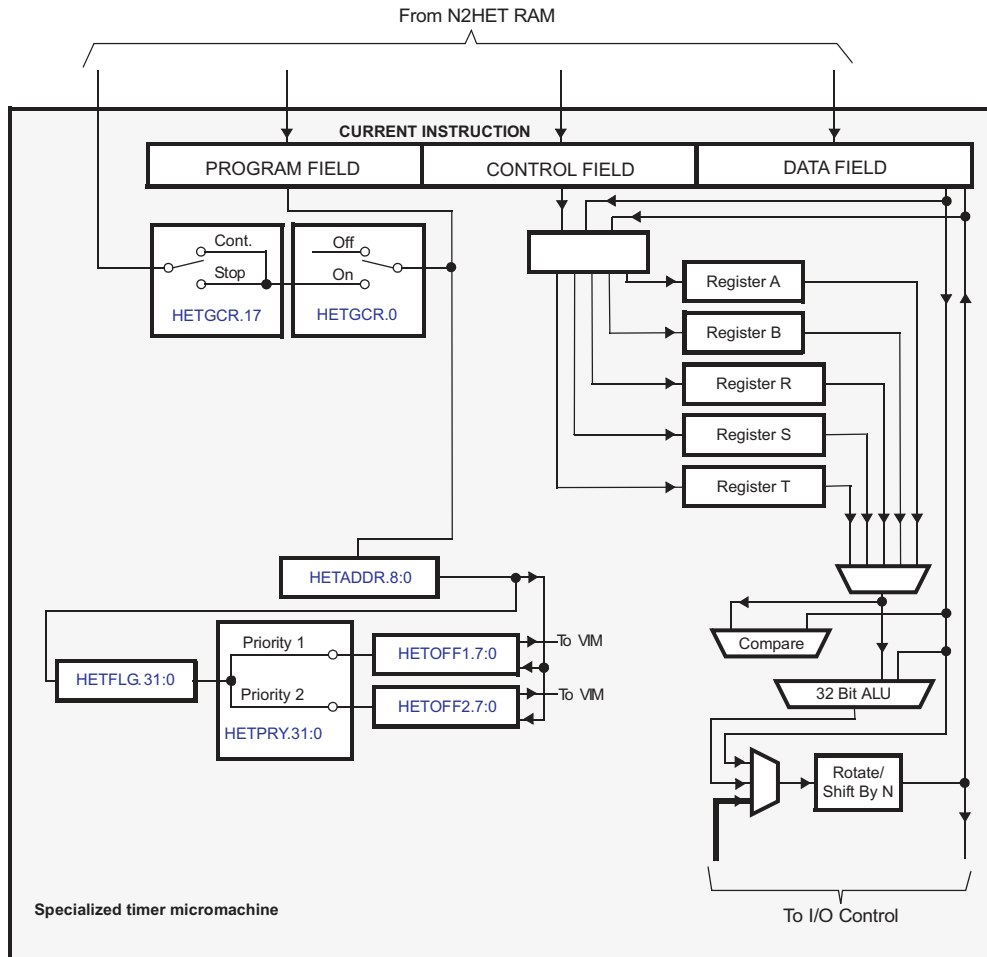 From N2HET RAM
CURRENT INSTRUCTION
PROGRAM FIELD
CONTROL FIELD
DATA FIELD
Cont.
Stop
HETGCR.17
Off
On
HETGCR.0
Register A
Register B
Register R
Register S
Register T
HETADDR.8:0
Compare
32 Bit ALU
HETFLG.31:0
Priority 1
Priority 2
HETPRY.31:0
HETOFF1.7:0
To VIM
HETOFF2.7:0
To VIM
Rotate/
Shift By N
Specialized timer micromachine
To I/O Control